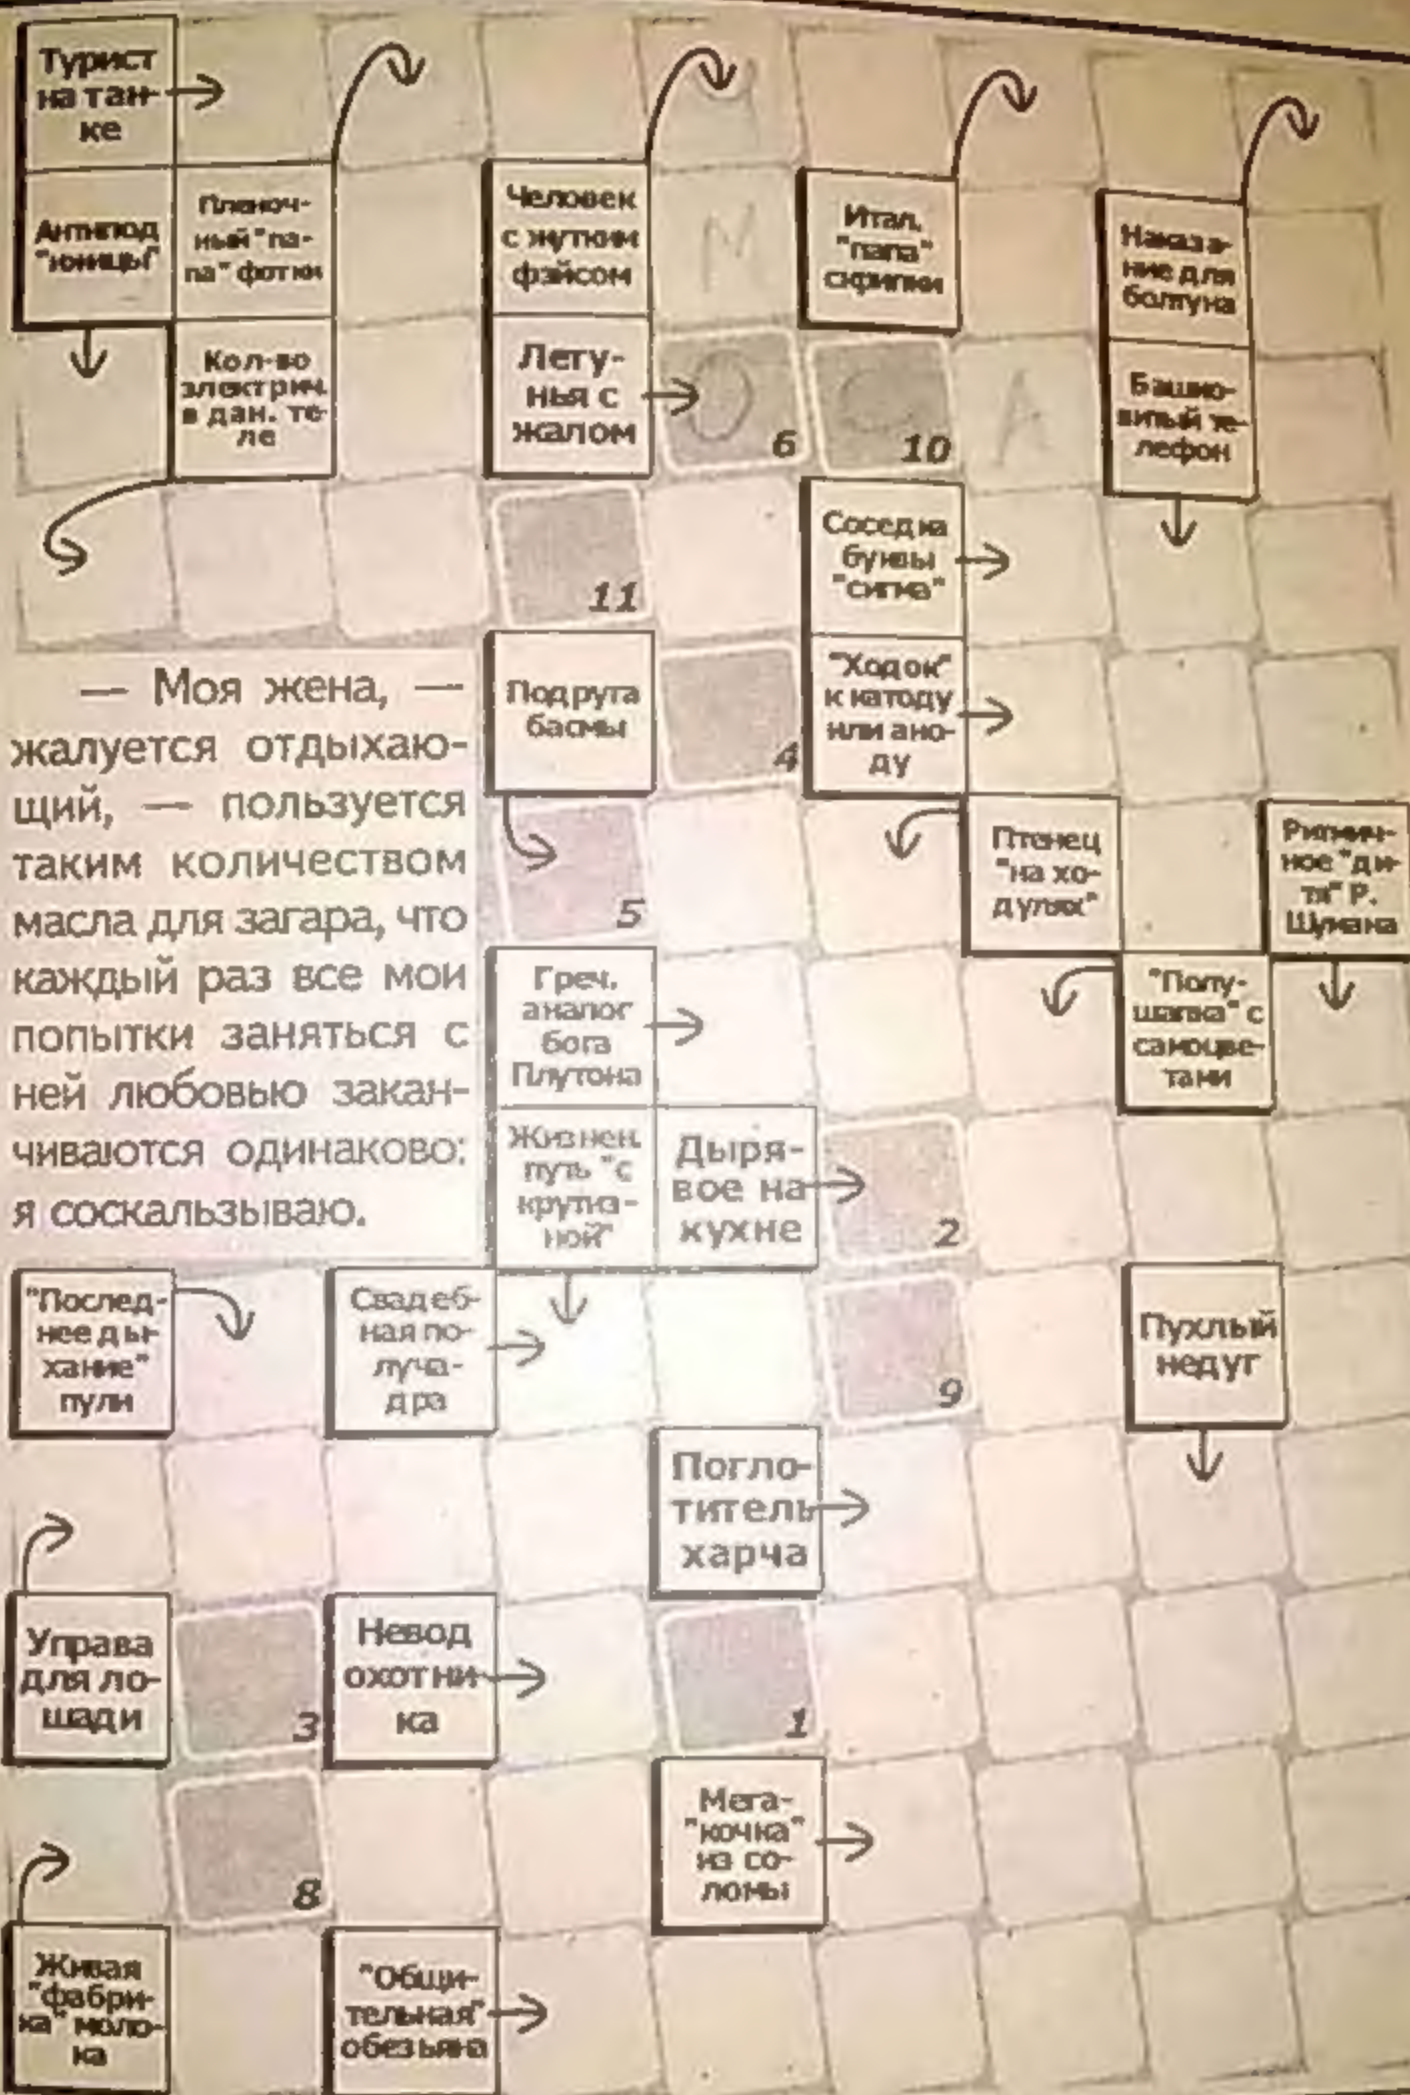 Турист
на тан-
ке
Антипод
"юницы"
Пленоч-
ный "па-
па" фотки
Человек
с жутким
фэйсом
У
М
Итал.
"папа"
скрипки
Наказа-
ние для
болтуна
Кол-во
электрич.
в дан. те-
ле
Лету-
нья с
жалом
О
6
С
10
А
Башно-
витый те-
лефон
11
Соседка
буквы
"сигма"
— Моя жена, —
жалуется отдыхаю-
щий, — пользуется
таким количеством
масла для загара, что
каждый раз все мои
попытки заняться с
ней любовью закан-
чиваются одинаково:
я соскальзываю.
Подруга
басмы
4
"Ходок"
к катоду
или ано-
ду
5
Птенец
"на хо-
дулях"
Ритмич-
ное "ди-
тя" Р.
Шумана
Греч.
аналог
бога
Плутона
"Полу-
шапка" с
самоцве-
тами
Жизнен.
путь "с
крутиз-
ной"
Дыря-
вое на
кухне
2
"Послед-
нее ды-
хание"
пули
Свадеб-
ная по-
луча-
дра
9
Пухлый
недуг
Погло-
титель
харча
Управа
для ло-
шади
3
Невод
охотни-
ка
1
8
Мега-
"кочка"
из со-
ломы
Живая
"фабри-
ка" моло-
ка
"Общи-
тельная"
обезьяна